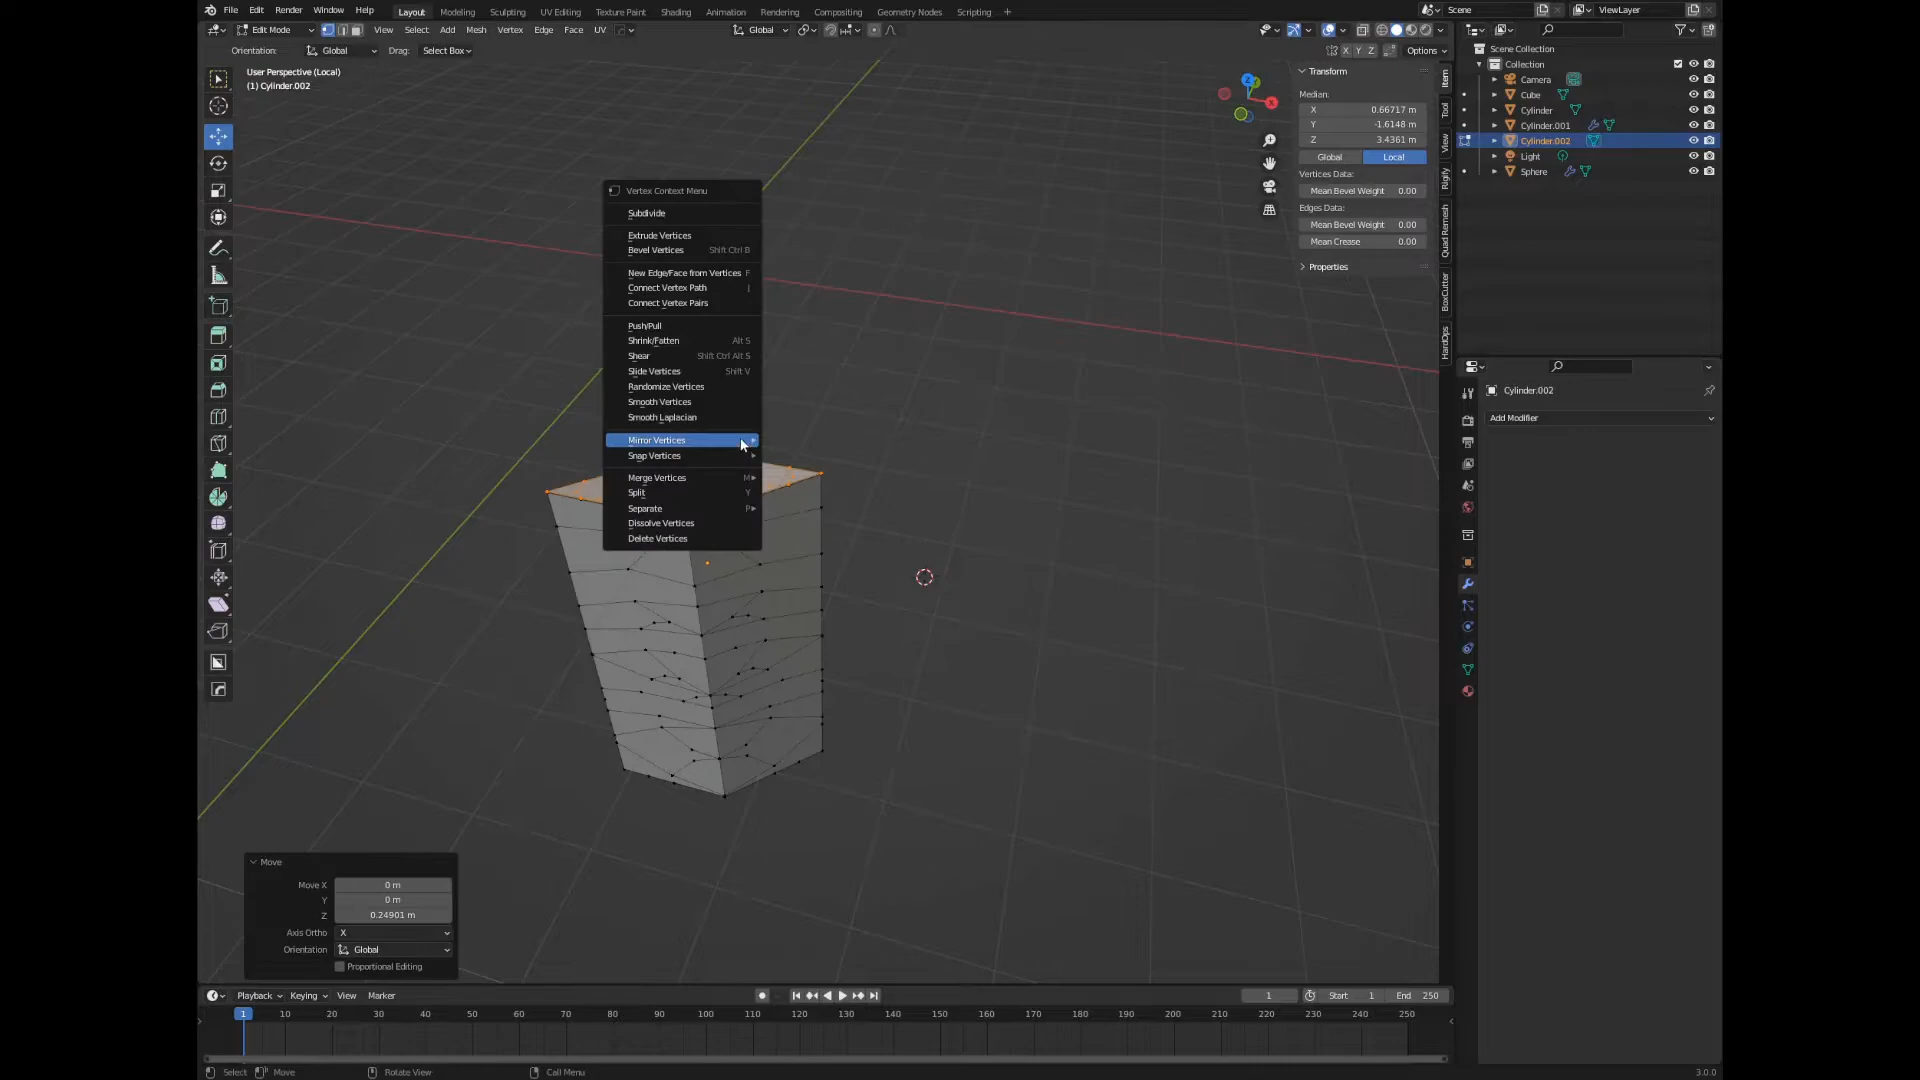 File Edit Render Window Help Layout Modeling Sculpting UV Editing Texture Paint Shading Animation Rendering Compositing Geometry Nodes Scripting + Scene ViewLayer
Edit Mode View Select Add Mesh Vertex Edge Face UV Global
Orientation: Global Drag: Select Box X Y Z Options
User Perspective (Local)
(1) Cylinder.002
Vertex Context Menu
Subdivide
Extrude Vertices
Bevel Vertices Shift Ctrl B
New Edge/Face from Vertices F
Connect Vertex Path J
Connect Vertex Pairs
Push/Pull
Shrink/Fatten Alt S
Shear Shift Ctrl Alt S
Slide Vertices Shift V
Randomize Vertices
Smooth Vertices
Smooth Laplacian
Mirror Vertices
Snap Vertices
Merge Vertices M
Split Y
Separate P
Dissolve Vertices
Delete Vertices
Z
X
Transform
Median:
X 0.66717 m
Y -1.6148 m
Z 3.4361 m
Global Local
Vertices Data:
Mean Bevel Weight 0.00
Edges Data:
Mean Bevel Weight 0.00
Mean Crease 0.00
Properties
Item
Tool
View
Rigify
Quad Remesh
BoxCutter
HardOps
Scene Collection
Collection
Camera
Cube
Cylinder
Cylinder.001
Cylinder.002
Light
Sphere
Cylinder.002
Add Modifier
Move
Move X 0 m
Y 0 m
Z 0.24901 m
Axis Ortho X
Orientation Global
Proportional Editing
Playback Keying View Marker 1 Start 1 End 250
1 10 20 30 40 50 60 70 80 90 100 110 120 130 140 150 160 170 180 190 200 210 220 230 240 250
Select Move Rotate View Call Menu 3.0.0